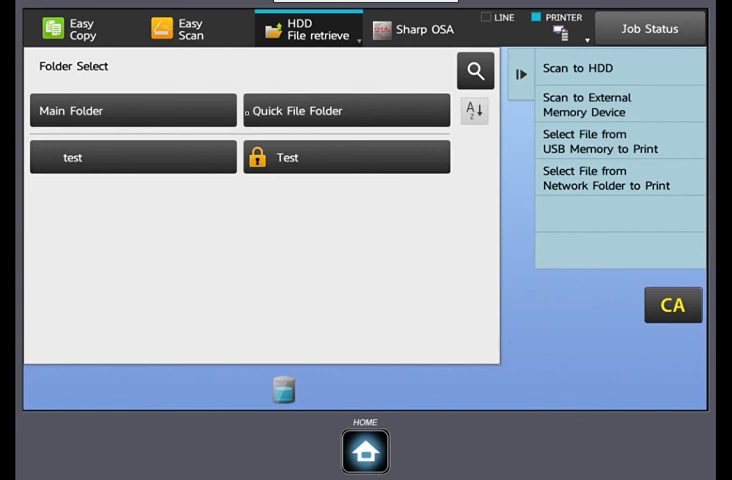 Easy
Copy
Easy
Scan
HDD
File retrieve
Sharp OSA
LINE
PRINTER
Job Status
Folder Select
A
Z
Main Folder
Quick File Folder
test
Test
Scan to HDD
Scan to External
Memory Device
Select File from
USB Memory to Print
Select File from
Network Folder to Print
CA
HOME